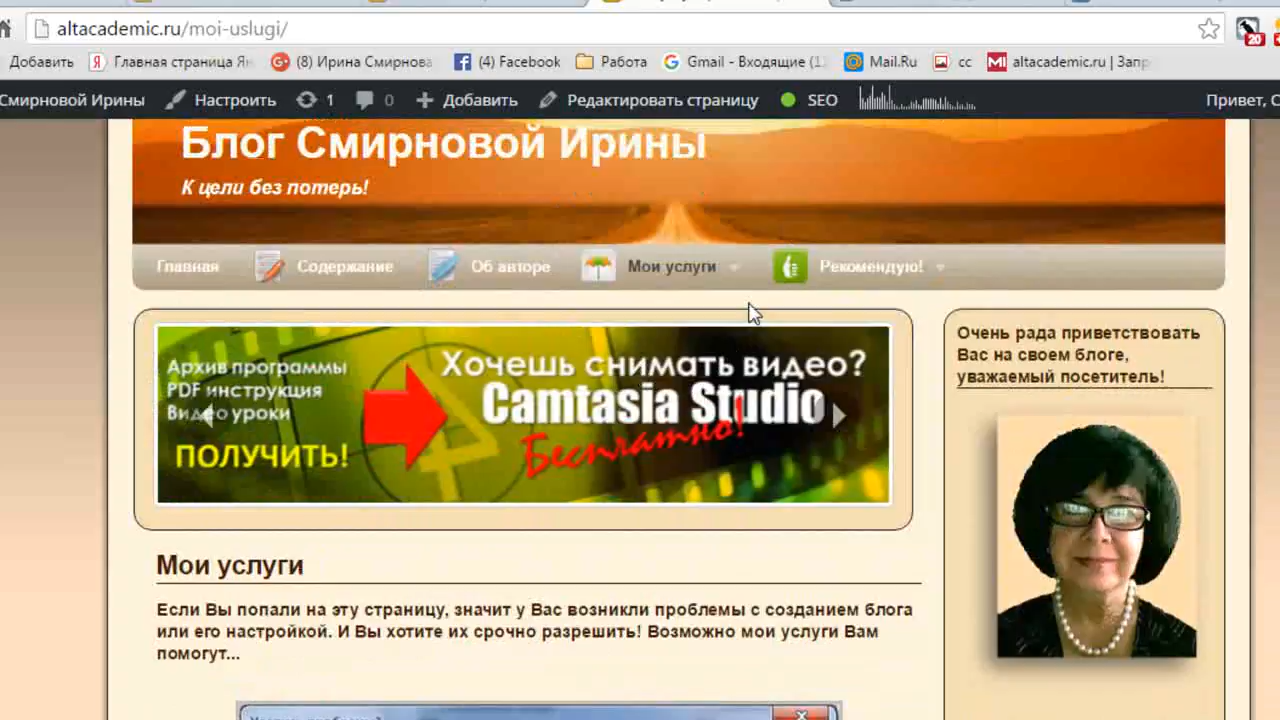 altacademic.ru/moi-uslugi/
Добавить
Я Главная страница Ян
(8) Ирина Смирнова
(4) Facebook
Работа
Gmail - Входящие (1
Mail.Ru
сс
altacademic.ru | Запр
20
Смирновой Ирины
Настроить
1
0
Добавить
Редактировать страницу
SEO
Привет, С
Блог Смирновой Ирины
К цели без потерь!
Главная
Содержание
Об авторе
Мои услуги
Рекомендую!
Архив программы
PDF инструкция
Видео уроки
ПОЛУЧИТЬ!
Хочешь снимать видео?
Camtasia Studio
Бесплатно!
Очень рада приветствовать
Вас на своем блоге,
уважаемый посетитель!
Мои услуги
Если Вы попали на эту страницу, значит у Вас возникли проблемы с созданием блога
или его настройкой. И Вы хотите их срочно разрешить! Возможно мои услуги Вам
помогут...